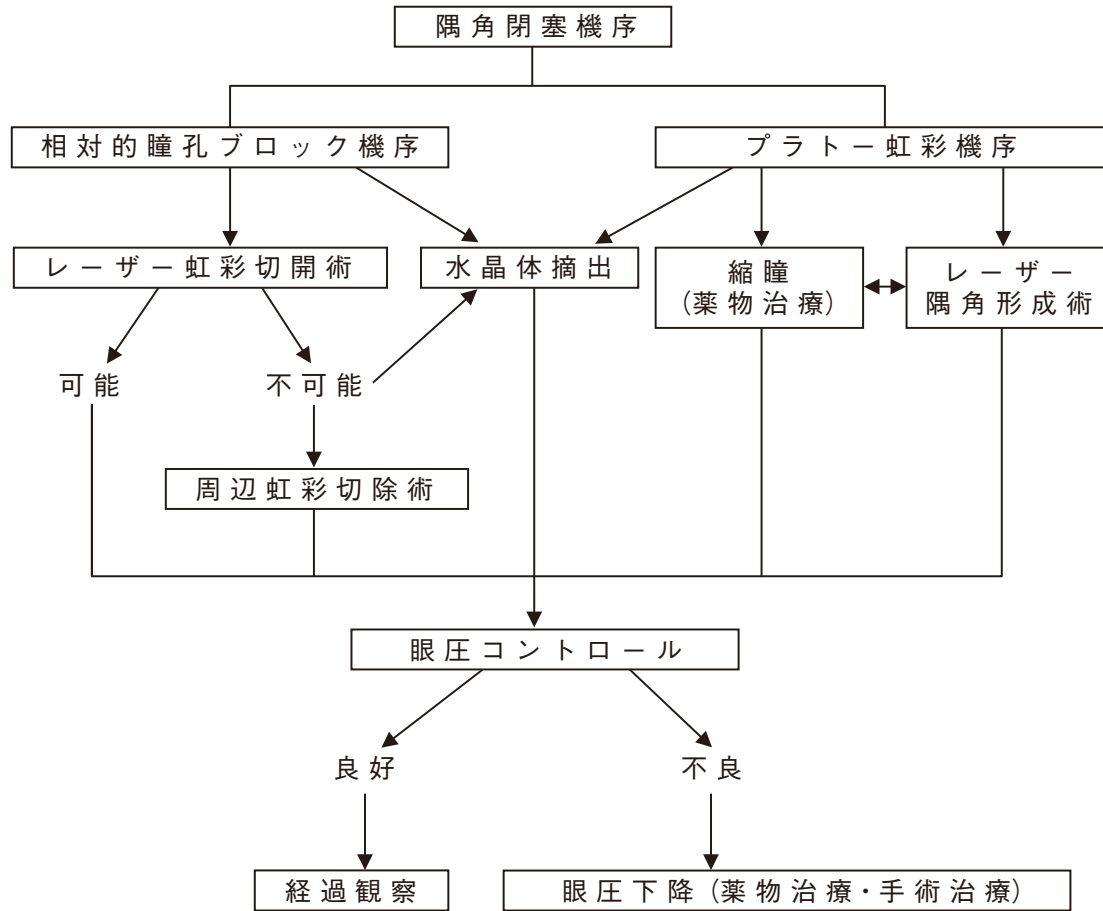 隅角閉塞機序
相対的瞳孔ブロック機序
プラトー虹彩機序
レーザー虹彩切開術
水晶体摘出
縮瞳
(薬物治療)
レーザー
隅角形成術
可能
不可能
周辺虹彩切除術
眼圧コントロール
良好
不良
経過観察
眼圧下降(薬物治療・手術治療)